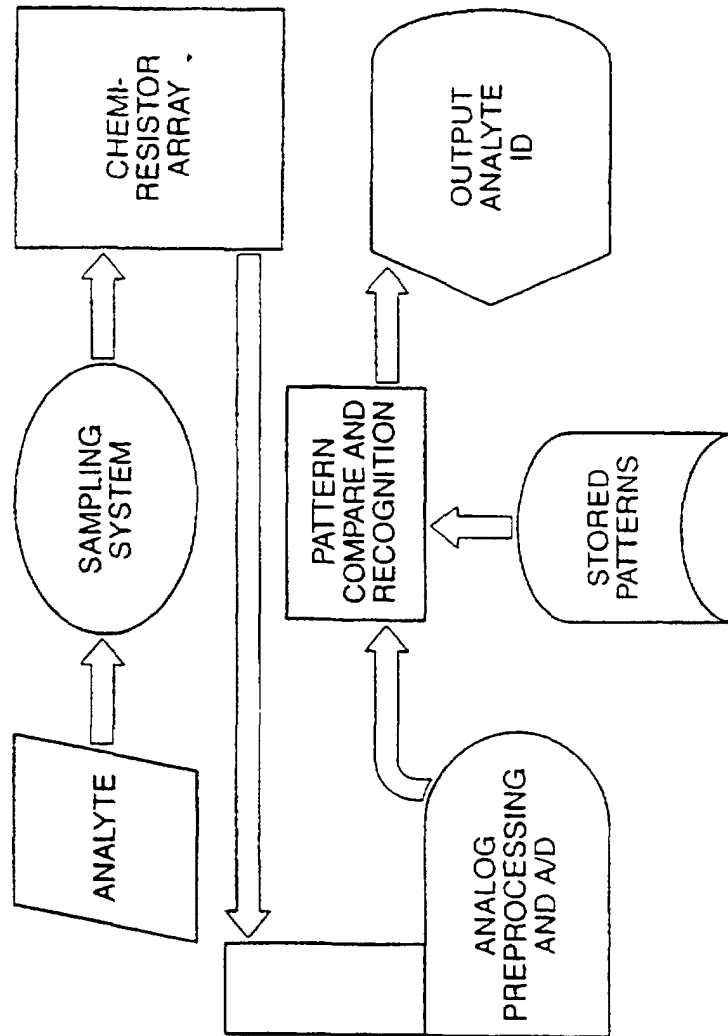 ANALYTE
SAMPLING
SYSTEM
CHEMI-
RESISTOR
ARRAY
ANALOG
PREPROCESSING
AND A/D
PATTERN
COMPARE AND
RECOGNITION
STORED
PATTERNS
OUTPUT
ANALYTE
ID